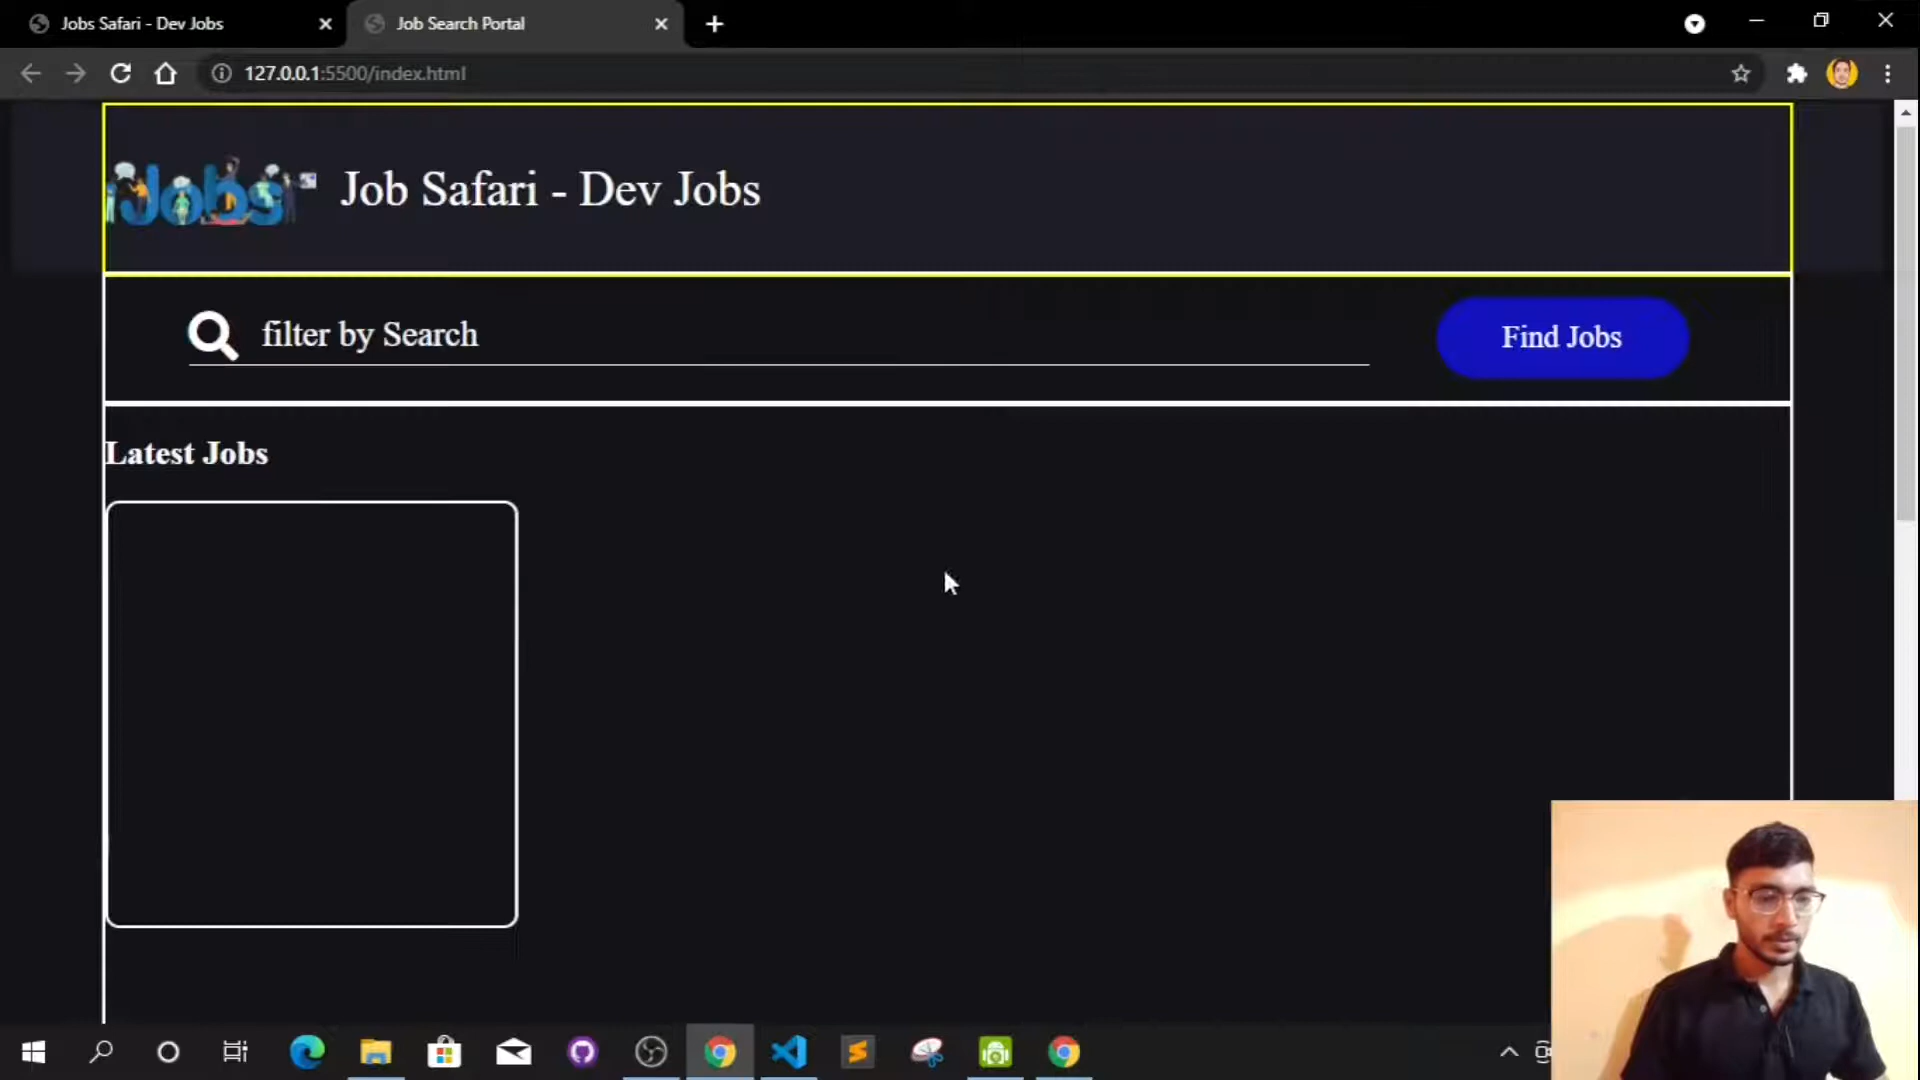 Jobs Safari - Dev Jobs
Job Search Portal
127.0.0.1:5500/index.html
Jobs
Job Safari - Dev Jobs
filter by Search
Find Jobs
Latest Jobs